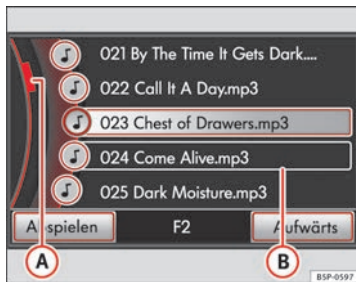 021 By The Time It Gets Dark....
022 Call It A Day.mp3
023 Chest of Drawers.mp3
024 Come Alive.mp3
025 Dark Moisture.mp3
Abspielen F2 Aufwärts
A B
B5P-0597